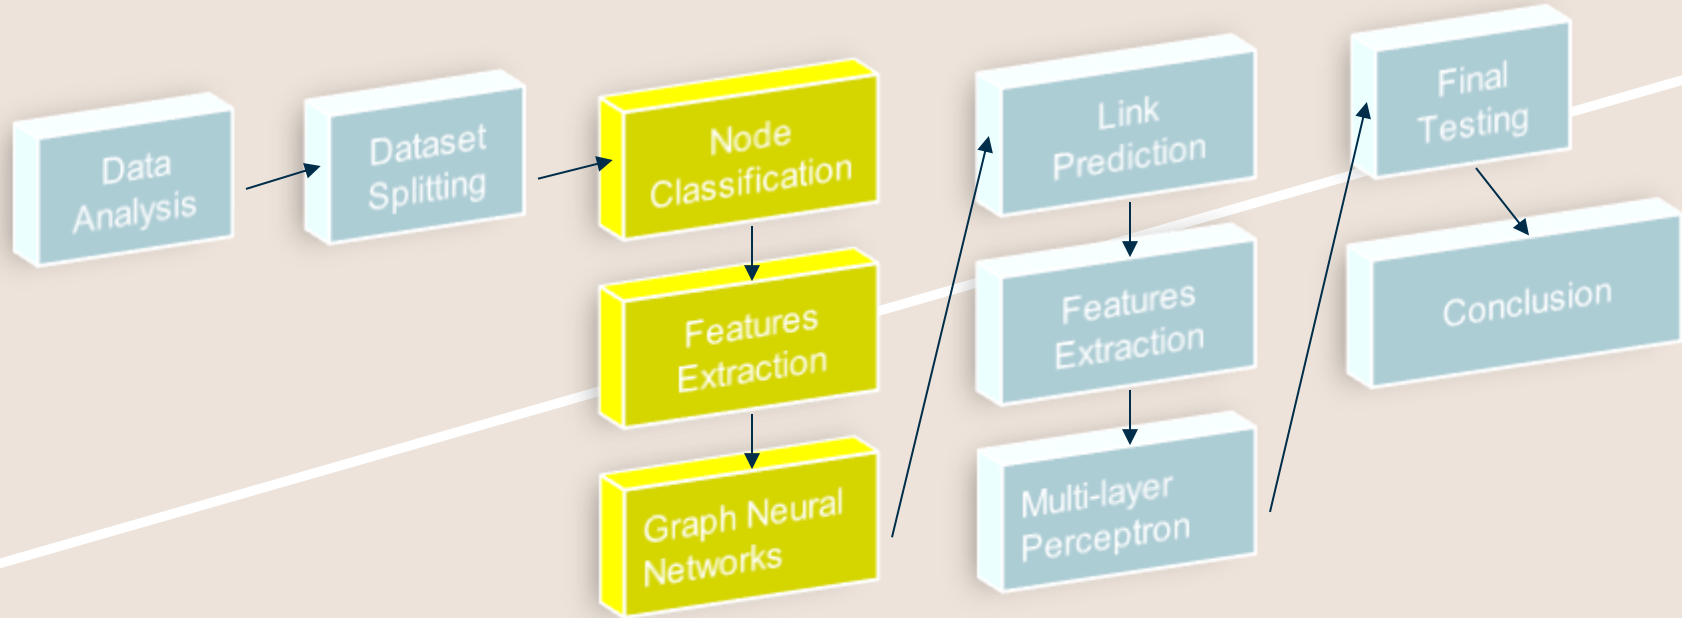 Data
Analysis
Dataset
Splitting
Node
Classification
Features
Extraction
Graph Neural
Networks
Link
Prediction
Features
Extraction
Multi-layer
Perceptron
Final
Testing
Conclusion